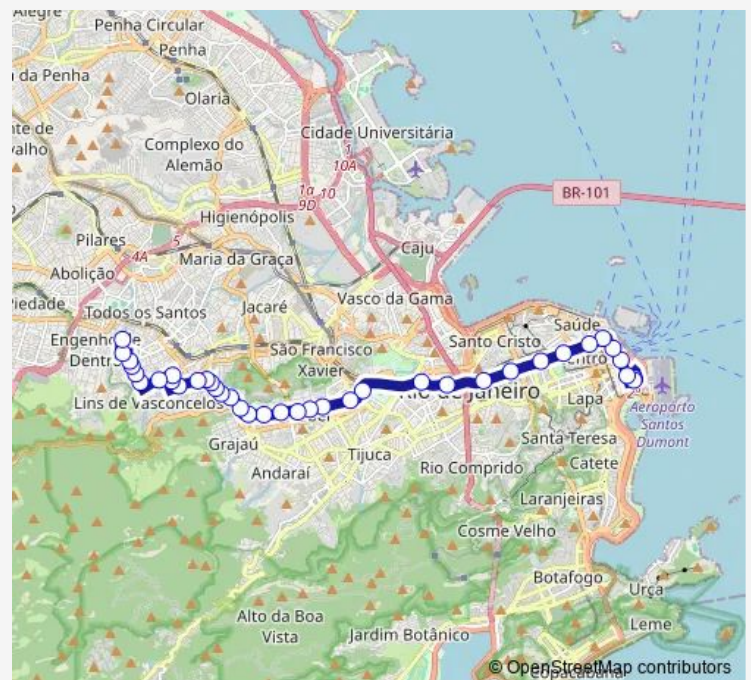 Alegre
Penha Circular
Penha
da Penha
Olaria
Cidade Universitária
Complexo do
Alemão
1
10A
1a
10
9D
BR-101
Higienópolis
Pilares
5
4A
Maria da Graça
Caju
Abolição
Piedade
Todos os Santos
Jacaré
Vasco da Gama
Saúde
Santo Cristo
São Francisco
Xavier
Lins de Vasconcelos
Rio de Janeiro
Lapa
Aeroporto
Santos
Dumont
Grajaú
Andaraí
Tijuca
Rio Comprido
Santa Teresa
Catete
Laranjeiras
Cosme Velho
Botafogo
Urca
Leme
Alto da Boa
Vista
Jardim Botânico
© OpenStreetMap contributors
Copacabana